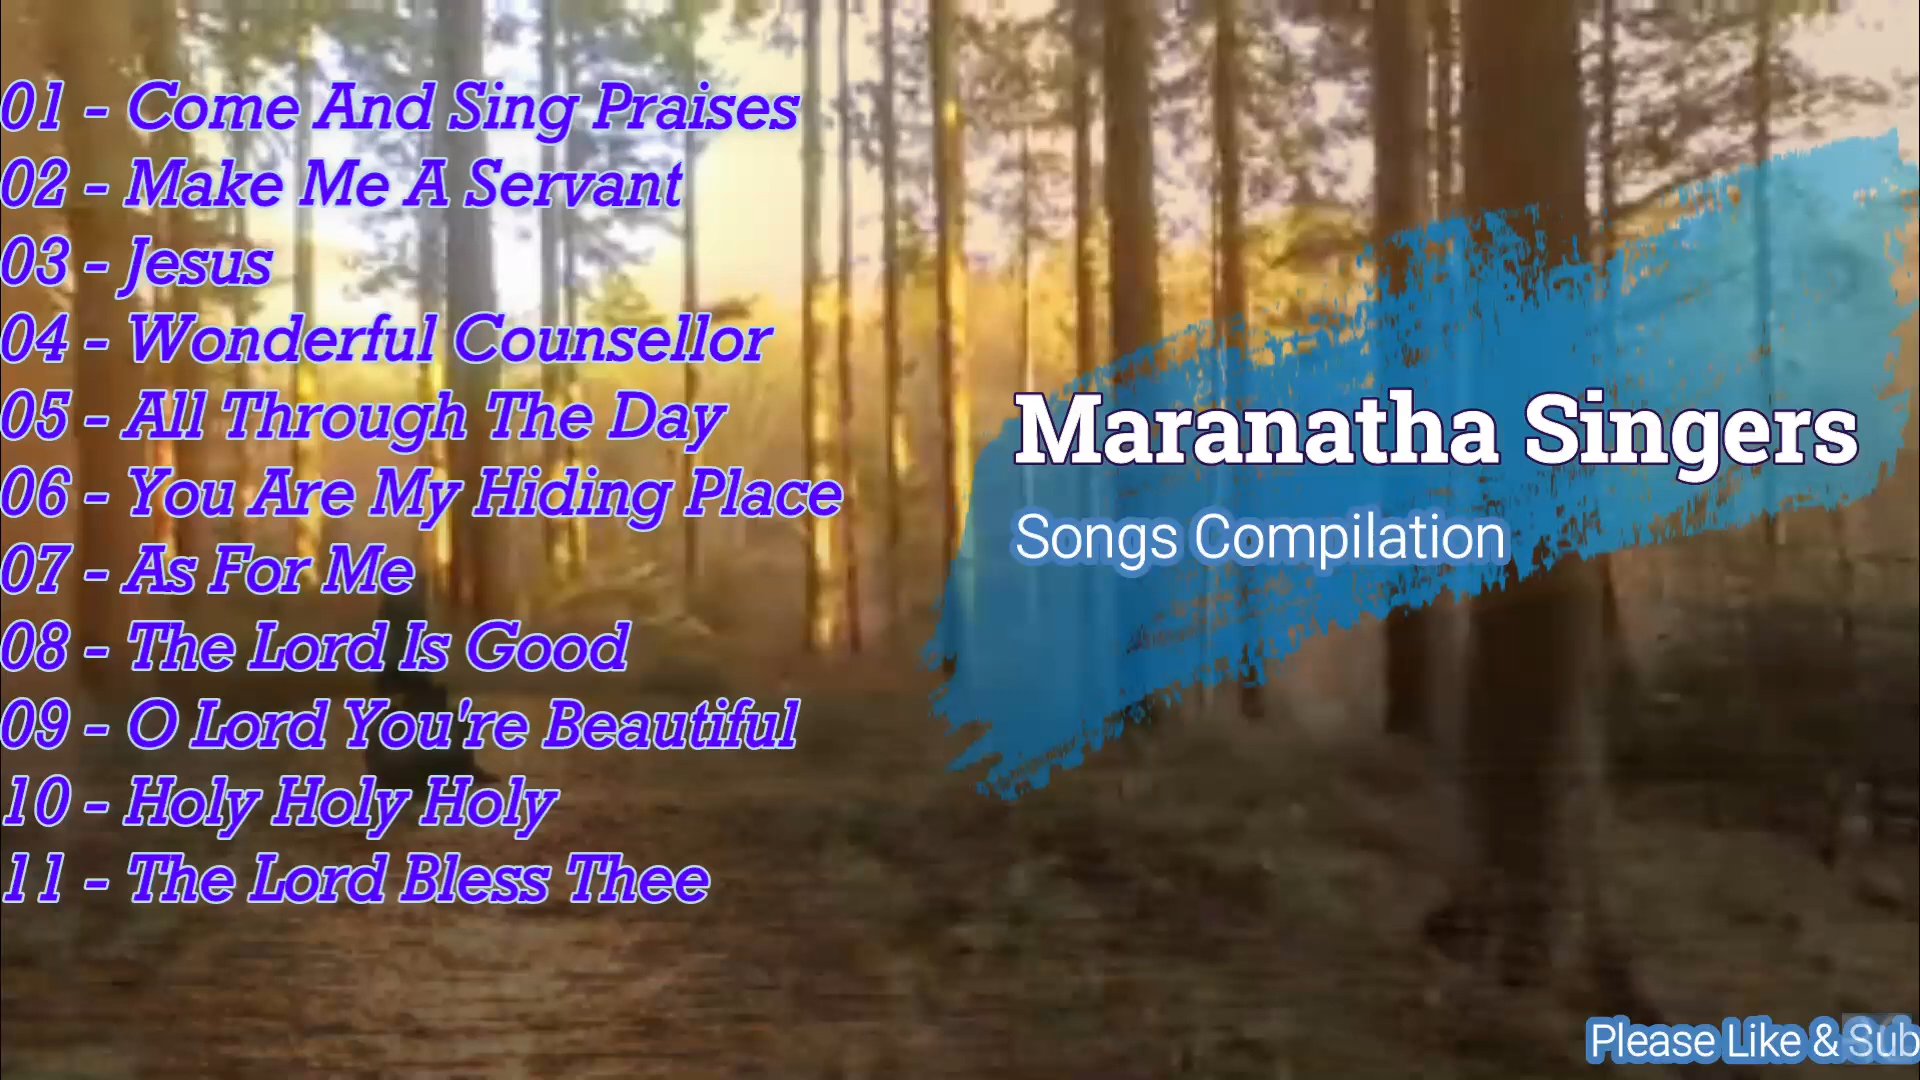 01 - Come And Sing Praises
02 - Make Me A Servant
03 - Jesus
04 - Wonderful Counsellor
05 - All Through The Day
06 - You Are My Hiding Place
07 - As For Me
08 - The Lord Is Good
09 - O Lord You're Beautiful
10 - Holy Holy Holy
11 - The Lord Bless Thee
Maranatha Singers
Songs Compilation
Please Like & Sub